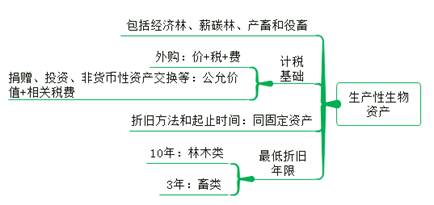 包括经济林、薪碳林、产畜和役畜
外购：价+税+费
捐赠、投资、非货币性资产交换等：公允价
值+相关税费
计税
基础
生产性生物
资产
折旧方法和起止时间：同固定资产
10年：林木类
3年：畜类
最低折旧
年限